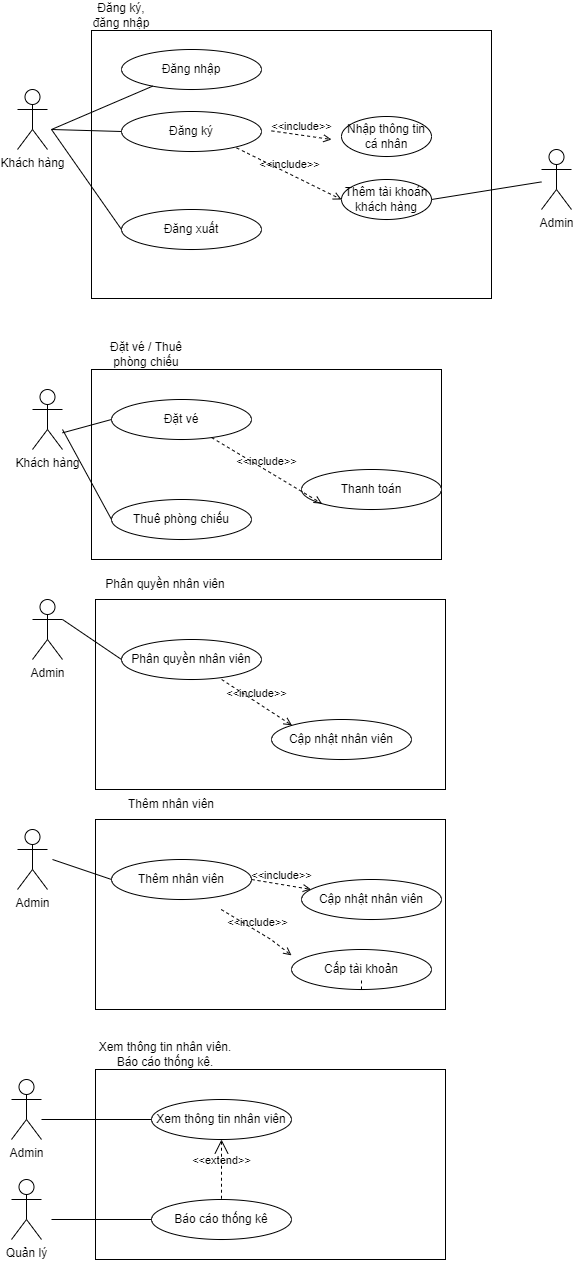 Đăng ký,
đăng nhập
Đăng nhập
Đăng ký
<<include>>
Nhập thông tin
cá nhân
Khách hàng
<<include>>
Thêm tài khoản
khách hàng
Admin
Đăng xuất
Đặt vé / Thuê
phòng chiếu
Đặt vé
Khách hàng
<<include>>
Thanh toán
Thuê phòng chiếu
Phân quyền nhân viên
Phân quyền nhân viên
Admin
<<include>>
Cập nhật nhân viên
Thêm nhân viên
Thêm nhân viên
<<include>>
Admin
Cập nhật nhân viên
<<include>>
Cấp tài khoản
Xem thông tin nhân viên.
Báo cáo thống kê.
Xem thông tin nhân viên
Admin
<<extend>>
Báo cáo thống kê
Quản lý